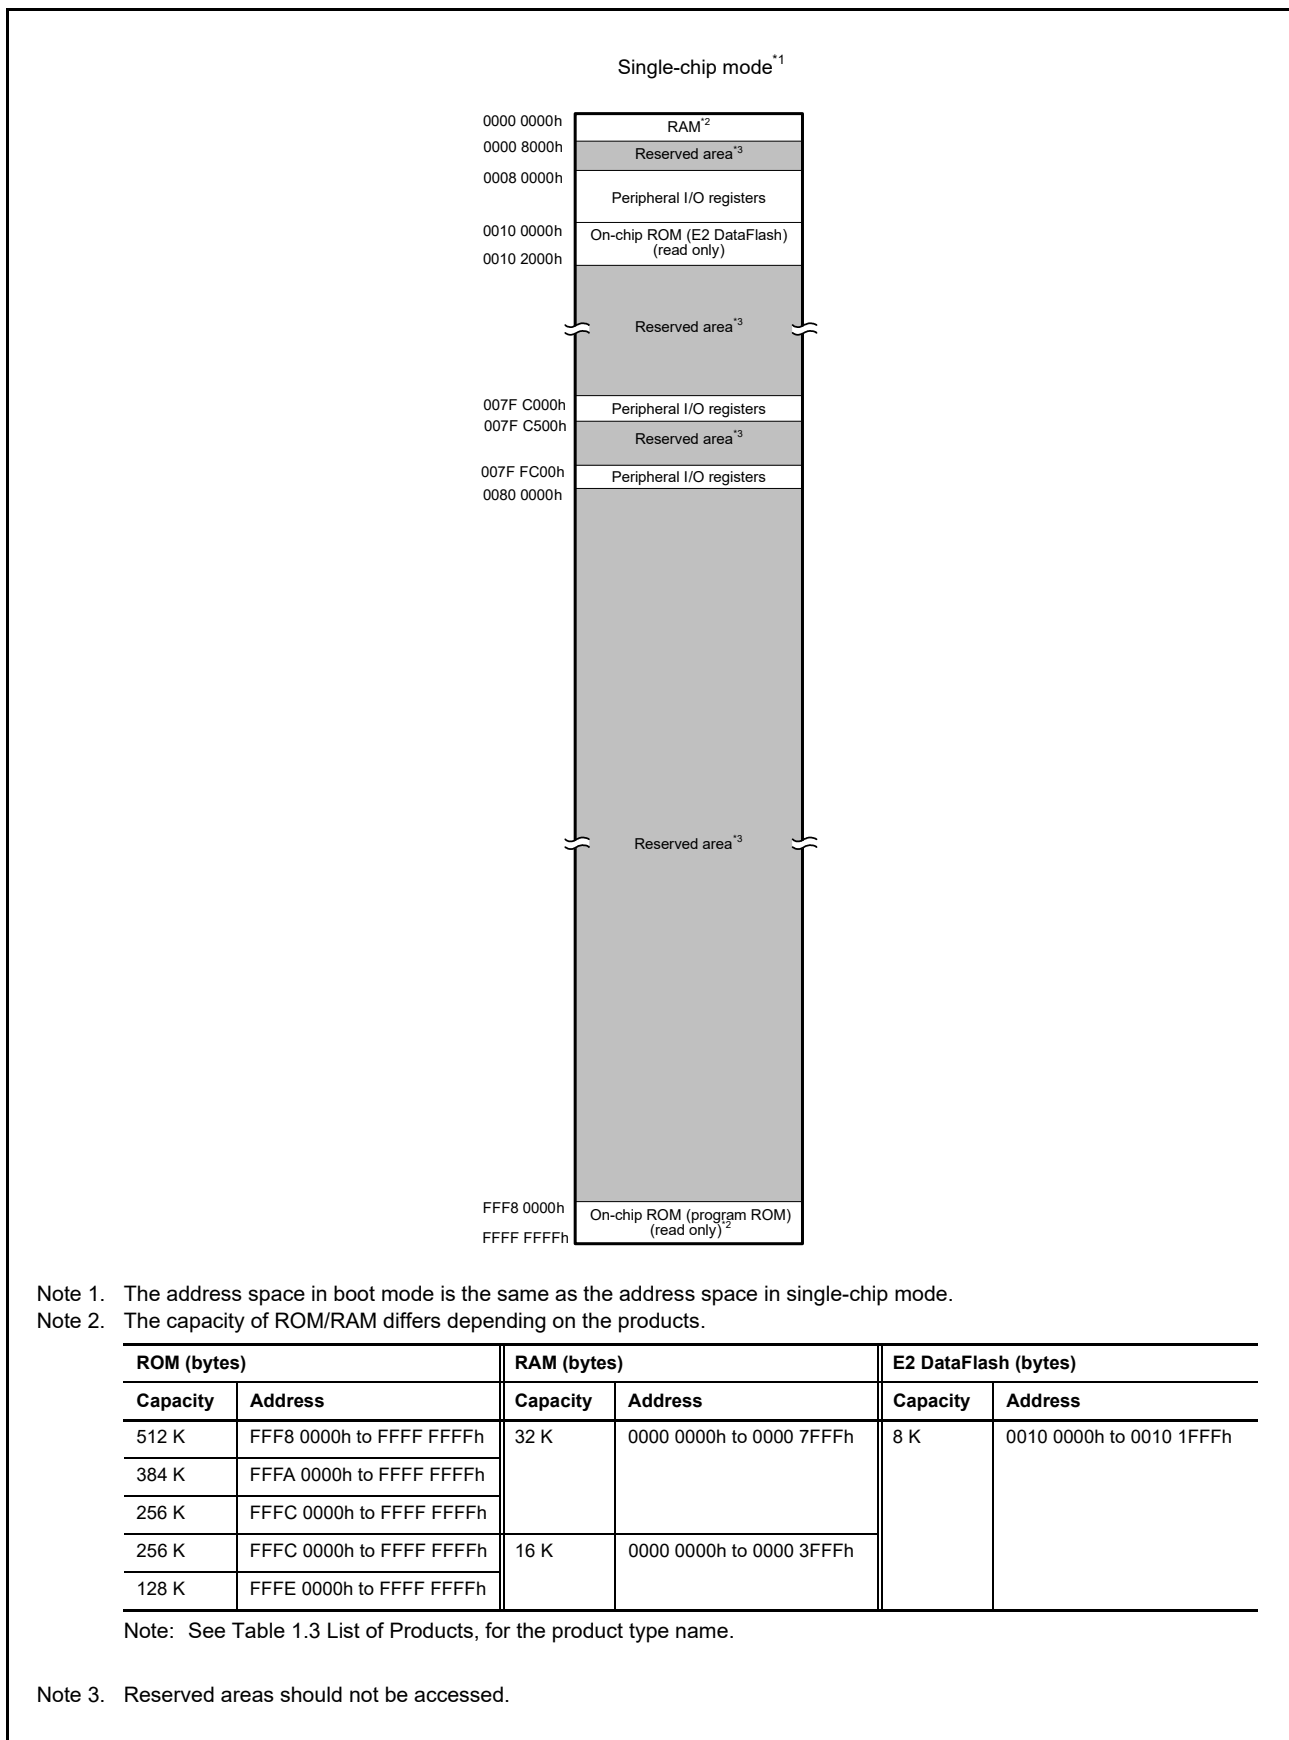 Single-chip mode*1
0000 0000h
RAM*2
0000 8000h
Reserved area*3
0008 0000h
Peripheral I/O registers
0010 0000h
On-chip ROM (E2 DataFlash)
(read only)
0010 2000h
Reserved area*3
007F C000h
Peripheral I/O registers
007F C500h
Reserved area*3
007F FC00h
Peripheral I/O registers
0080 0000h
Reserved area*3
FFF8 0000h
On-chip ROM (program ROM)
(read only)*2
FFFF FFFFh
Note 1. The address space in boot mode is the same as the address space in single-chip mode.
Note 2. The capacity of ROM/RAM differs depending on the products.
ROM (bytes) RAM (bytes) E2 DataFlash (bytes)
Capacity Address Capacity Address Capacity Address
512 K FFF8 0000h to FFFF FFFFh 32 K 0000 0000h to 0000 7FFFh 8 K 0010 0000h to 0010 1FFFh
384 K FFFA 0000h to FFFF FFFFh
256 K FFFC 0000h to FFFF FFFFh
256 K FFFC 0000h to FFFF FFFFh 16 K 0000 0000h to 0000 3FFFh
128 K FFFE 0000h to FFFF FFFFh
Note: See Table 1.3 List of Products, for the product type name.
Note 3. Reserved areas should not be accessed.